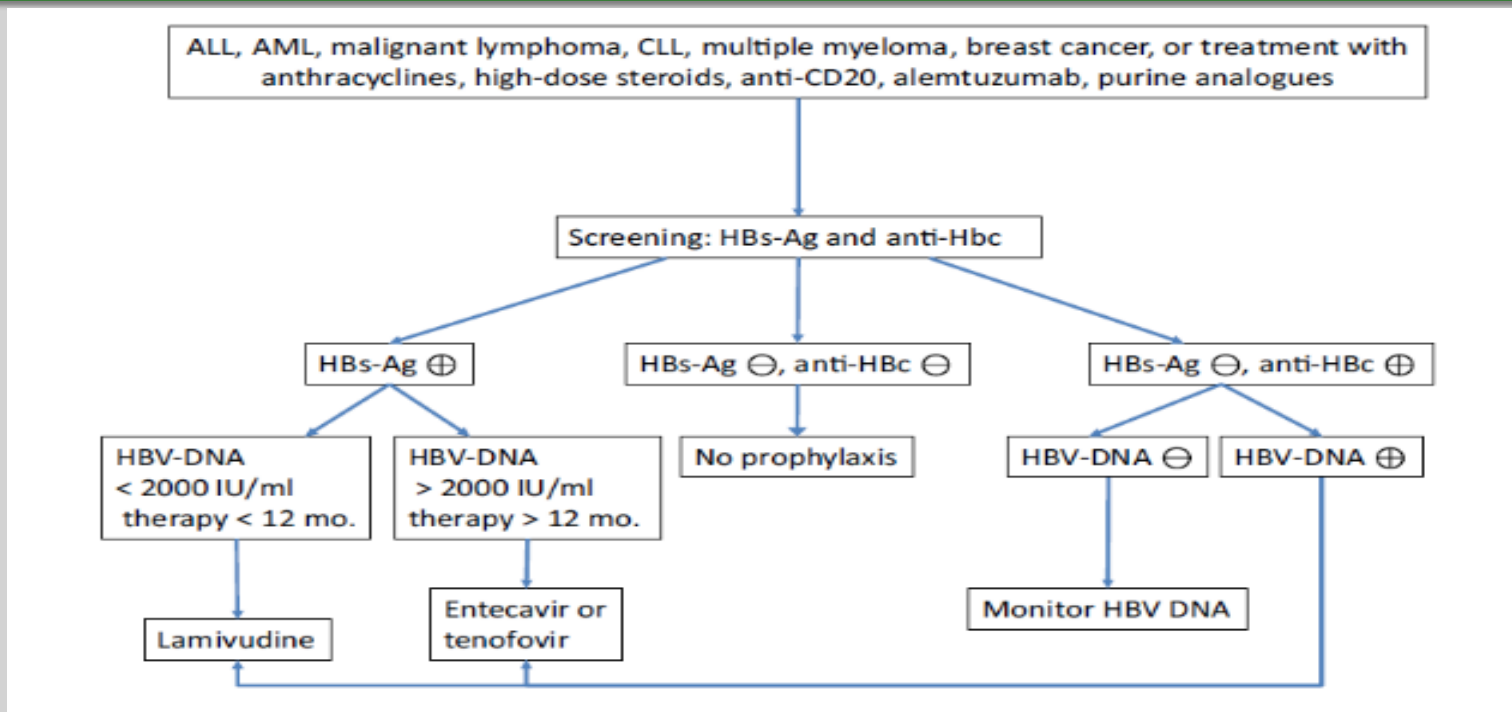 ALL, AML, malignant lymphoma, CLL, multiple myeloma, breast cancer, or treatment with
anthracyclines, high-dose steroids, anti-CD20, alemtuzumab, purine analogues
Screening: HBs-Ag and anti-Hbc
HBs-Ag ⊕
HBs-Ag ⊖, anti-HBc ⊖
HBs-Ag ⊖, anti-HBc ⊕
HBV-DNA
< 2000 IU/ml
therapy < 12 mo.
HBV-DNA
> 2000 IU/ml
therapy > 12 mo.
No prophylaxis
HBV-DNA ⊖
HBV-DNA ⊕
Lamivudine
Entecavir or
tenofovir
Monitor HBV DNA